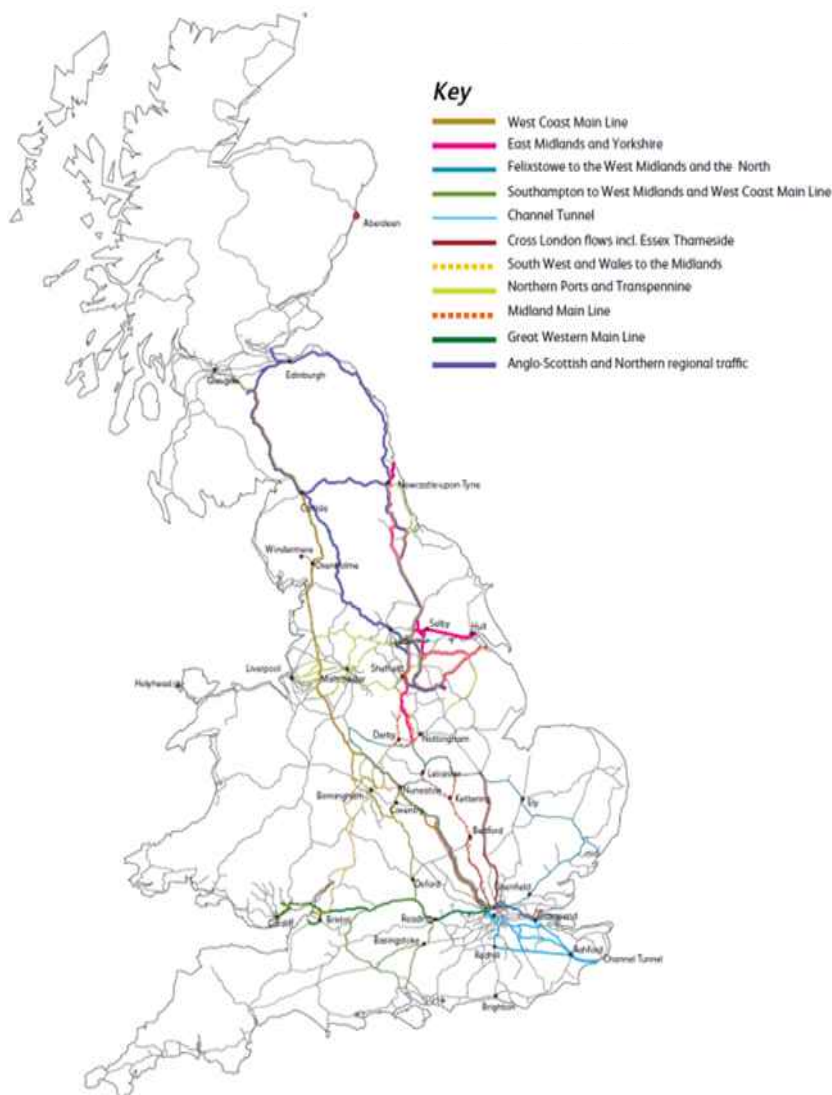 Key
West Coast Main Line
East Midlands and Yorkshire
Felixstowe to the West Midlands and the North
Southampton to West Midlands and West Coast Main Line
Channel Tunnel
Cross London flows incl. Essex Thameside
South West and Wales to the Midlands
Northern Ports and Transpennine
Midland Main Line
Great Western Main Line
Anglo-Scottish and Northern regional traffic
Aberdeen
Glasgow
Edinburgh
Newcastle-upon-Tyne
Carlisle
Windermere
Oxenholme
Selby
Hull
Liverpool
Manchester
Sheffield
Holyhead
Derby
Nottingham
Leicester
Nuneaton
Birmingham
Kettering
Coventry
Ely
Bedford
Oxford
Shenfield
Cardiff
Bristol
Reading
Basingstoke
Redhill
Ashford
Channel Tunnel
Brighton